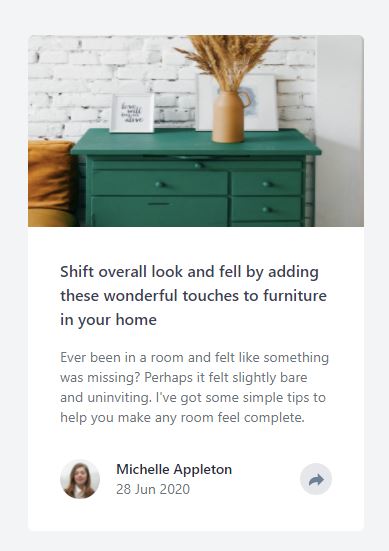 Shift overall look and fell by adding
these wonderful touches to furniture
in your home
Ever been in a room and felt like something
was missing? Perhaps it felt slightly bare
and uninviting. I've got some simple tips to
help you make any room feel complete.
Michelle Appleton
28 Jun 2020